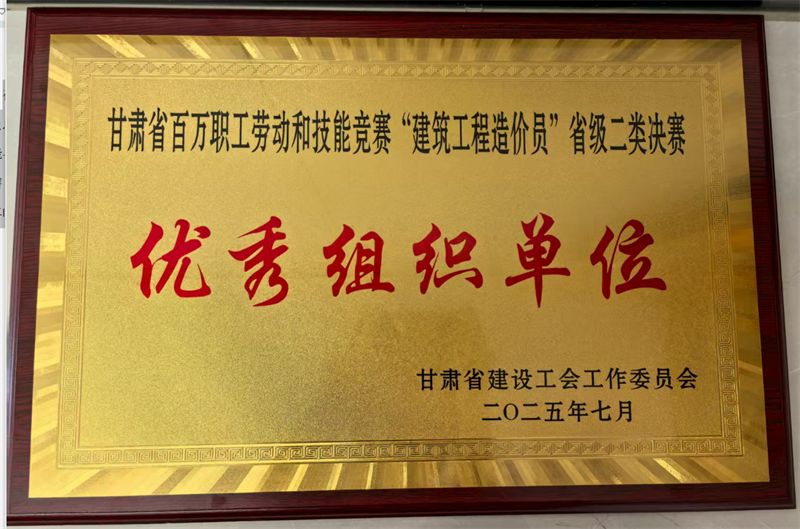 甘肃省百万职工劳动和技能竞赛“建筑工程造价员”省级二类决赛
优秀组织单位
甘肃省建设工会工作委员会
二〇二五年七月